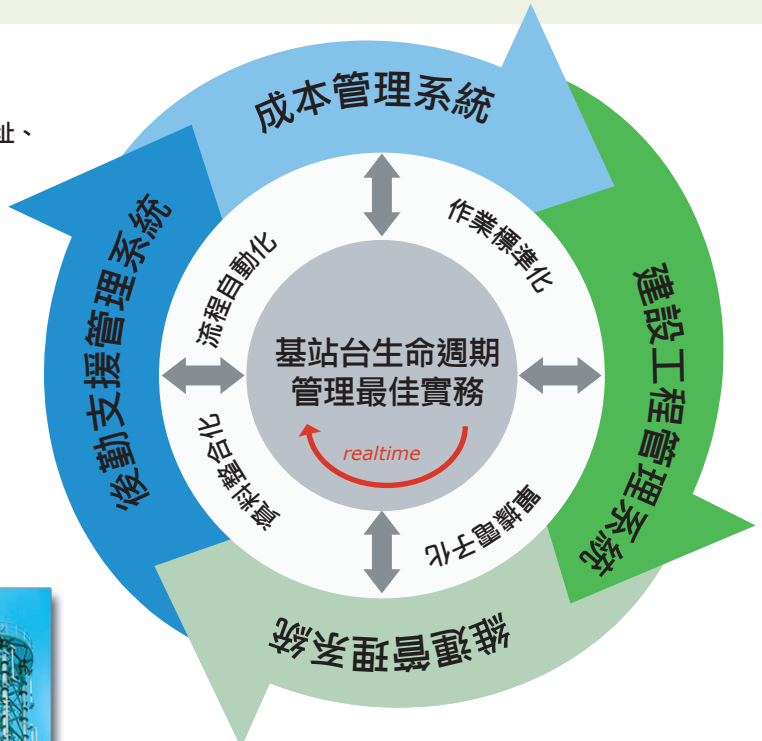 址、
成本管理系統
建設工程管理系統
維運管理系統
後勤支援管理系統
流程自動化
作業標準化
單據電子化
資料整合化
基站台生命週期
管理最佳實務
realtime